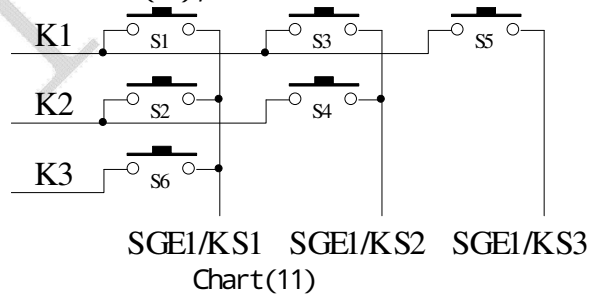 K1 S1 S3 S5
K2 S2 S4
K3 S6
SGE1/KS1 SGE1/KS2 SGE1/KS3
Chart(11)